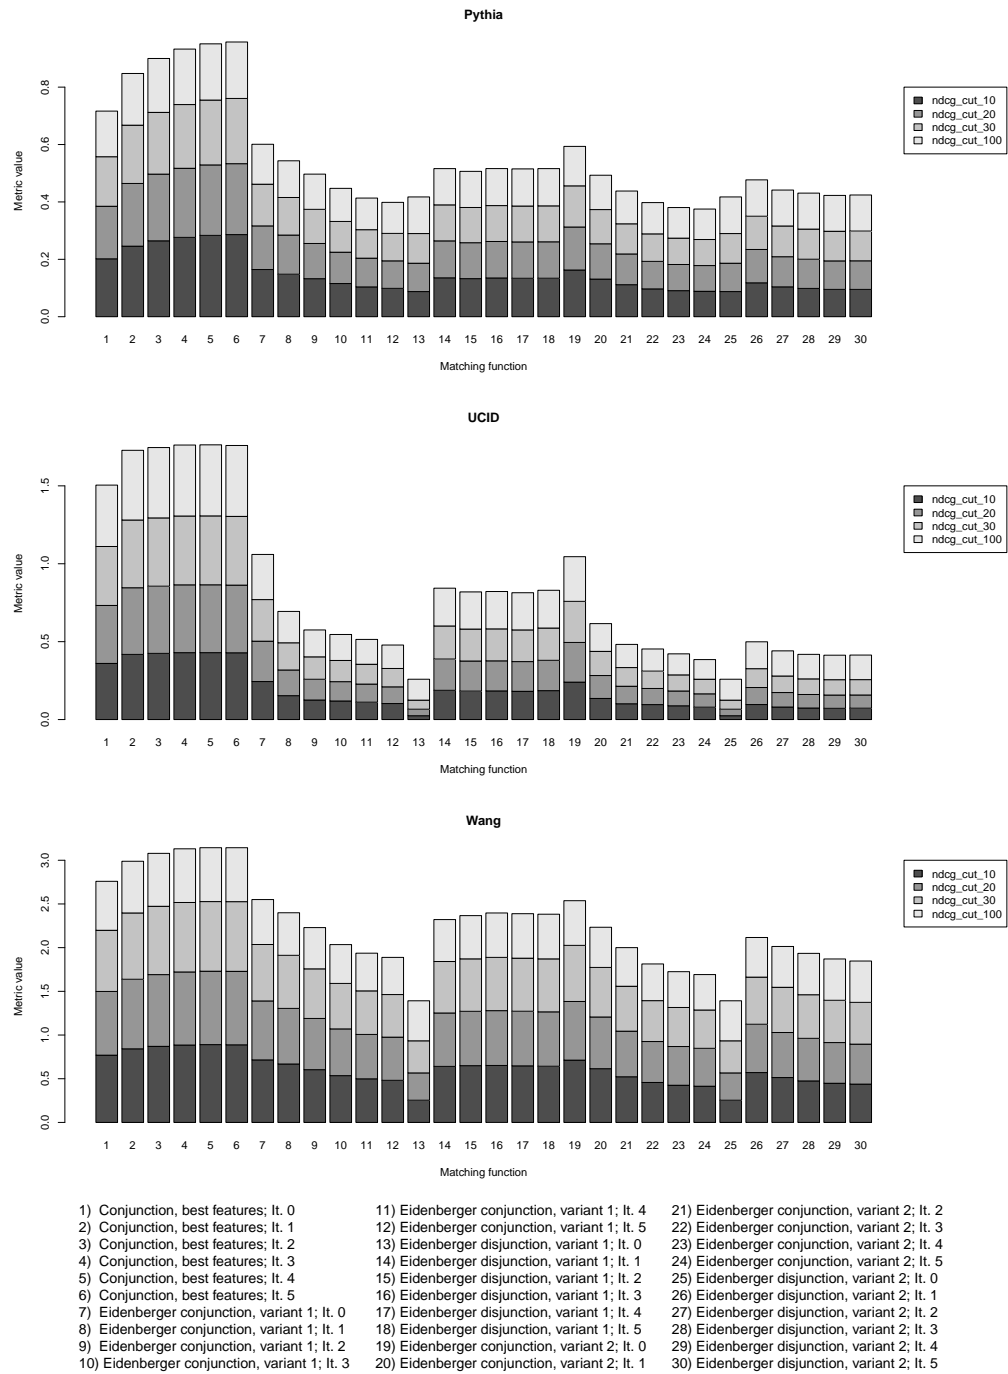 Pythia
Metric value
0.0 0.2 0.4 0.6 0.8
ndcg_cut_10
ndcg_cut_20
ndcg_cut_30
ndcg_cut_100
1 2 3 4 5 6 7 8 9 10 11 12 13 14 15 16 17 18 19 20 21 22 23 24 25 26 27 28 29 30
Matching function
UCID
Metric value
0.0 0.5 1.0 1.5
ndcg_cut_10
ndcg_cut_20
ndcg_cut_30
ndcg_cut_100
1 2 3 4 5 6 7 8 9 10 11 12 13 14 15 16 17 18 19 20 21 22 23 24 25 26 27 28 29 30
Matching function
Wang
Metric value
0.0 0.5 1.0 1.5 2.0 2.5 3.0
ndcg_cut_10
ndcg_cut_20
ndcg_cut_30
ndcg_cut_100
1 2 3 4 5 6 7 8 9 10 11 12 13 14 15 16 17 18 19 20 21 22 23 24 25 26 27 28 29 30
Matching function
1) Conjunction, best features; It. 0
2) Conjunction, best features; It. 1
3) Conjunction, best features; It. 2
4) Conjunction, best features; It. 3
5) Conjunction, best features; It. 4
6) Conjunction, best features; It. 5
7) Eidenberger conjunction, variant 1; It. 0
8) Eidenberger conjunction, variant 1; It. 1
9) Eidenberger conjunction, variant 1; It. 2
10) Eidenberger conjunction, variant 1; It. 3
11) Eidenberger conjunction, variant 1; It. 4
12) Eidenberger conjunction, variant 1; It. 5
13) Eidenberger disjunction, variant 1; It. 0
14) Eidenberger disjunction, variant 1; It. 1
15) Eidenberger disjunction, variant 1; It. 2
16) Eidenberger disjunction, variant 1; It. 3
17) Eidenberger disjunction, variant 1; It. 4
18) Eidenberger disjunction, variant 1; It. 5
19) Eidenberger conjunction, variant 2; It. 0
20) Eidenberger conjunction, variant 2; It. 1
21) Eidenberger conjunction, variant 2; It. 2
22) Eidenberger conjunction, variant 2; It. 3
23) Eidenberger conjunction, variant 2; It. 4
24) Eidenberger conjunction, variant 2; It. 5
25) Eidenberger disjunction, variant 2; It. 0
26) Eidenberger disjunction, variant 2; It. 1
27) Eidenberger disjunction, variant 2; It. 2
28) Eidenberger disjunction, variant 2; It. 3
29) Eidenberger disjunction, variant 2; It. 4
30) Eidenberger disjunction, variant 2; It. 5